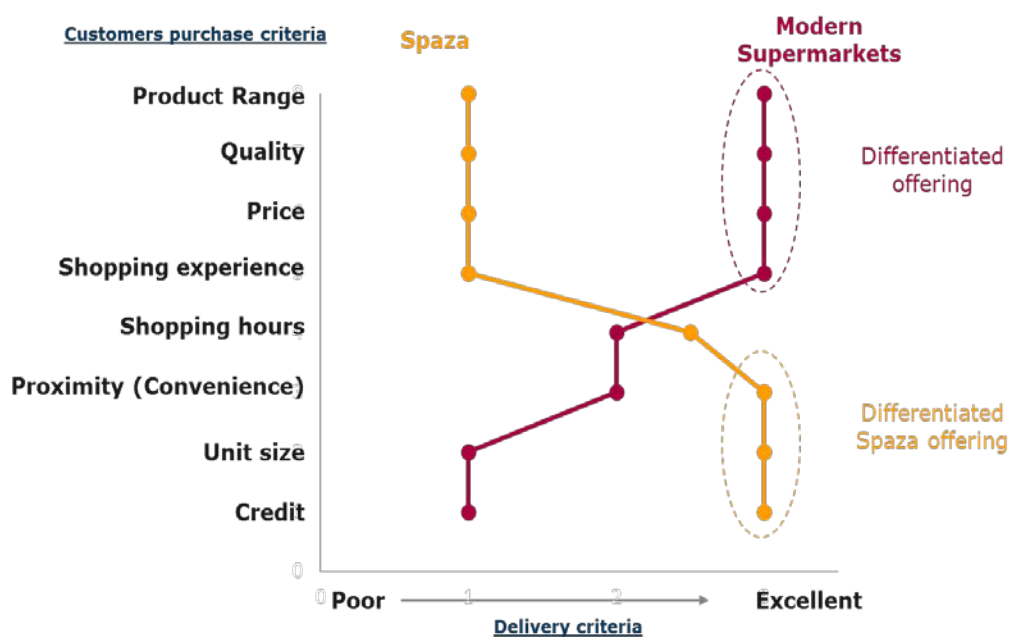 Customers purchase criteria
Spaza
Modern
Supermarkets
Product Range
Quality
Price
Shopping experience
Shopping hours
Proximity (Convenience)
Unit size
Credit
Differentiated
offering
Differentiated
Spaza offering
0
0
Poor
1
2
Excellent
Delivery criteria